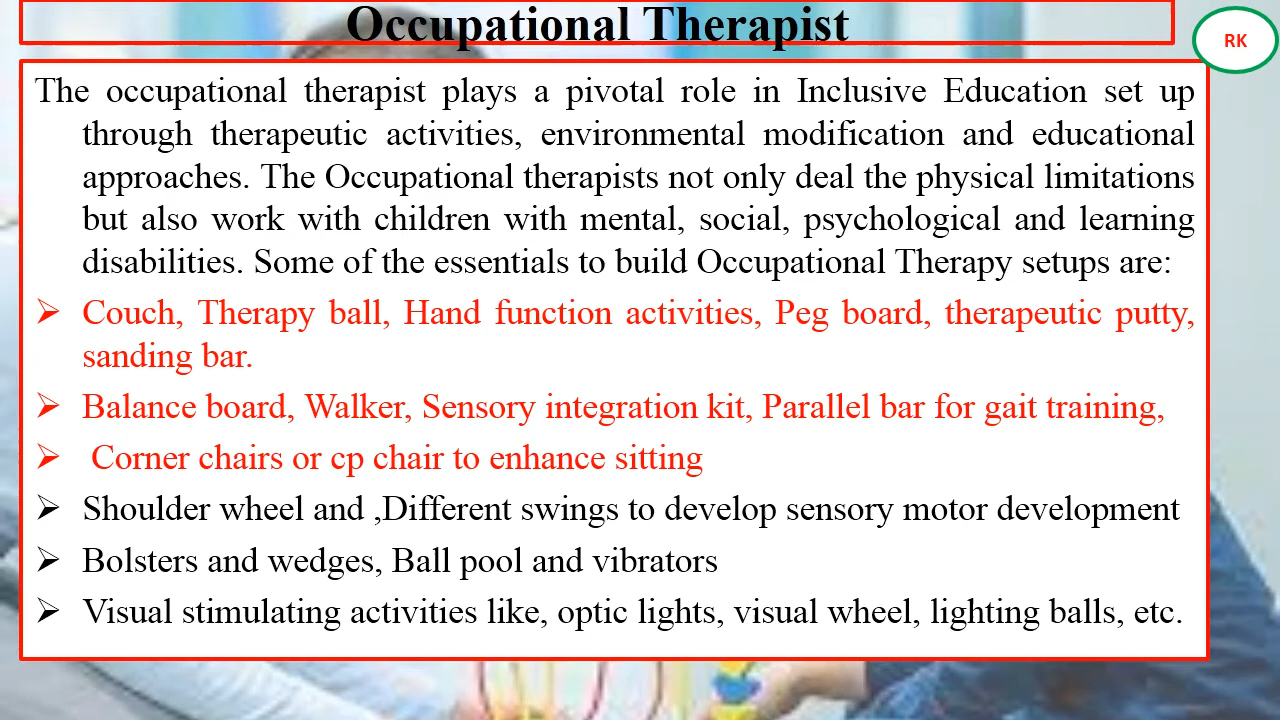 Occupational Therapist
RK
The occupational therapist plays a pivotal role in Inclusive Education set up
through therapeutic activities, environmental modification and educational
approaches. The Occupational therapists not only deal the physical limitations
but also work with children with mental, social, psychological and learning
disabilities. Some of the essentials to build Occupational Therapy setups are:
➢ Couch, Therapy ball, Hand function activities, Peg board, therapeutic putty,
sanding bar.
➢ Balance board, Walker, Sensory integration kit, Parallel bar for gait training,
➢ Corner chairs or cp chair to enhance sitting
➢ Shoulder wheel and ,Different swings to develop sensory motor development
➢ Bolsters and wedges, Ball pool and vibrators
➢ Visual stimulating activities like, optic lights, visual wheel, lighting balls, etc.